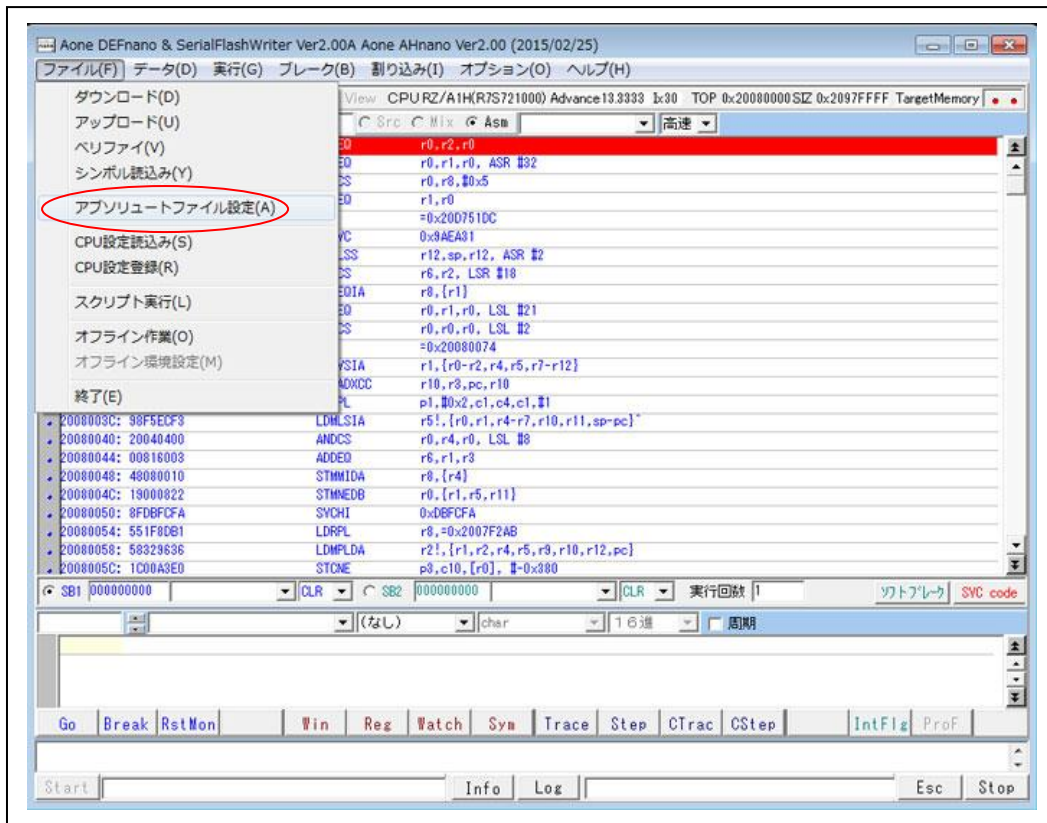 Aone DEFnano & SerialFlashWriter Ver2.00A Aone AHnano Ver2.00 (2015/02/25)
ファイル(F) データ(D) 実行(G) ブレーク(B) 割り込み(I) オプション(O) ヘルプ(H)
View CPU RZ/A1H(R7S721000) Advance 13.3333 1x30 TOP 0x20080000 SIZ 0x2097FFFF TargetMemory
Src Mix Asm 高速
ダウンロード(D)
アップロード(U)
ベリファイ(V)
シンボル読込み(Y)
アブソリュートファイル設定(A)
CPU設定読込み(S)
CPU設定登録(R)
スクリプト実行(L)
オフライン作業(O)
オフライン環境設定(M)
終了(E)
EQ r0,r2,r0
EQ r0,r1,r0, ASR #32
CS r0,r8,#0x5
EQ r1,r0
=0x20D751DC
VC 0x9AEA31
LSS r12,sp,r12, ASR #2
CS r6,r2, LSR #18
EQIA r8,{r1}
EQ r0,r1,r0, LSL #21
CS r0,r0,r0, LSL #2
=0x20080074
VSIA r1,{r0-r2,r4,r5,r7-r12}
ADXCC r10,r3,pc,r10
PL p1,#0x2,c1,c4,c1,#1
2008003C: 98F5ECF3 LDMLSIA r5!,{r0,r1,r4-r7,r10,r11,sp-pc}^
20080040: 20040400 ANDCS r0,r4,r0, LSL #8
20080044: 00816003 ADDEQ r6,r1,r3
20080048: 48080010 STMMIDA r8,{r4}
2008004C: 19000822 STMNEDB r0,{r1,r5,r11}
20080050: 8FDBFCFA SVCHI 0xDBFCFA
20080054: 551F8DB1 LDRPL r8,=0x2007F2AB
20080058: 58329636 LDMPLDA r2!,{r1,r2,r4,r5,r9,r10,r12,pc}
2008005C: 1C00A3E0 STCNE p3,c10,[r0], #-0x380
SB1 000000000 CLR SB2 000000000 CLR 実行回数 1 ソフトブレーク SVC code
(なし) char 16進 周期
Go Break RstMon Win Reg Watch Sym Trace Step CTrac CStep IntFlg ProF
Start Info Log Esc Stop